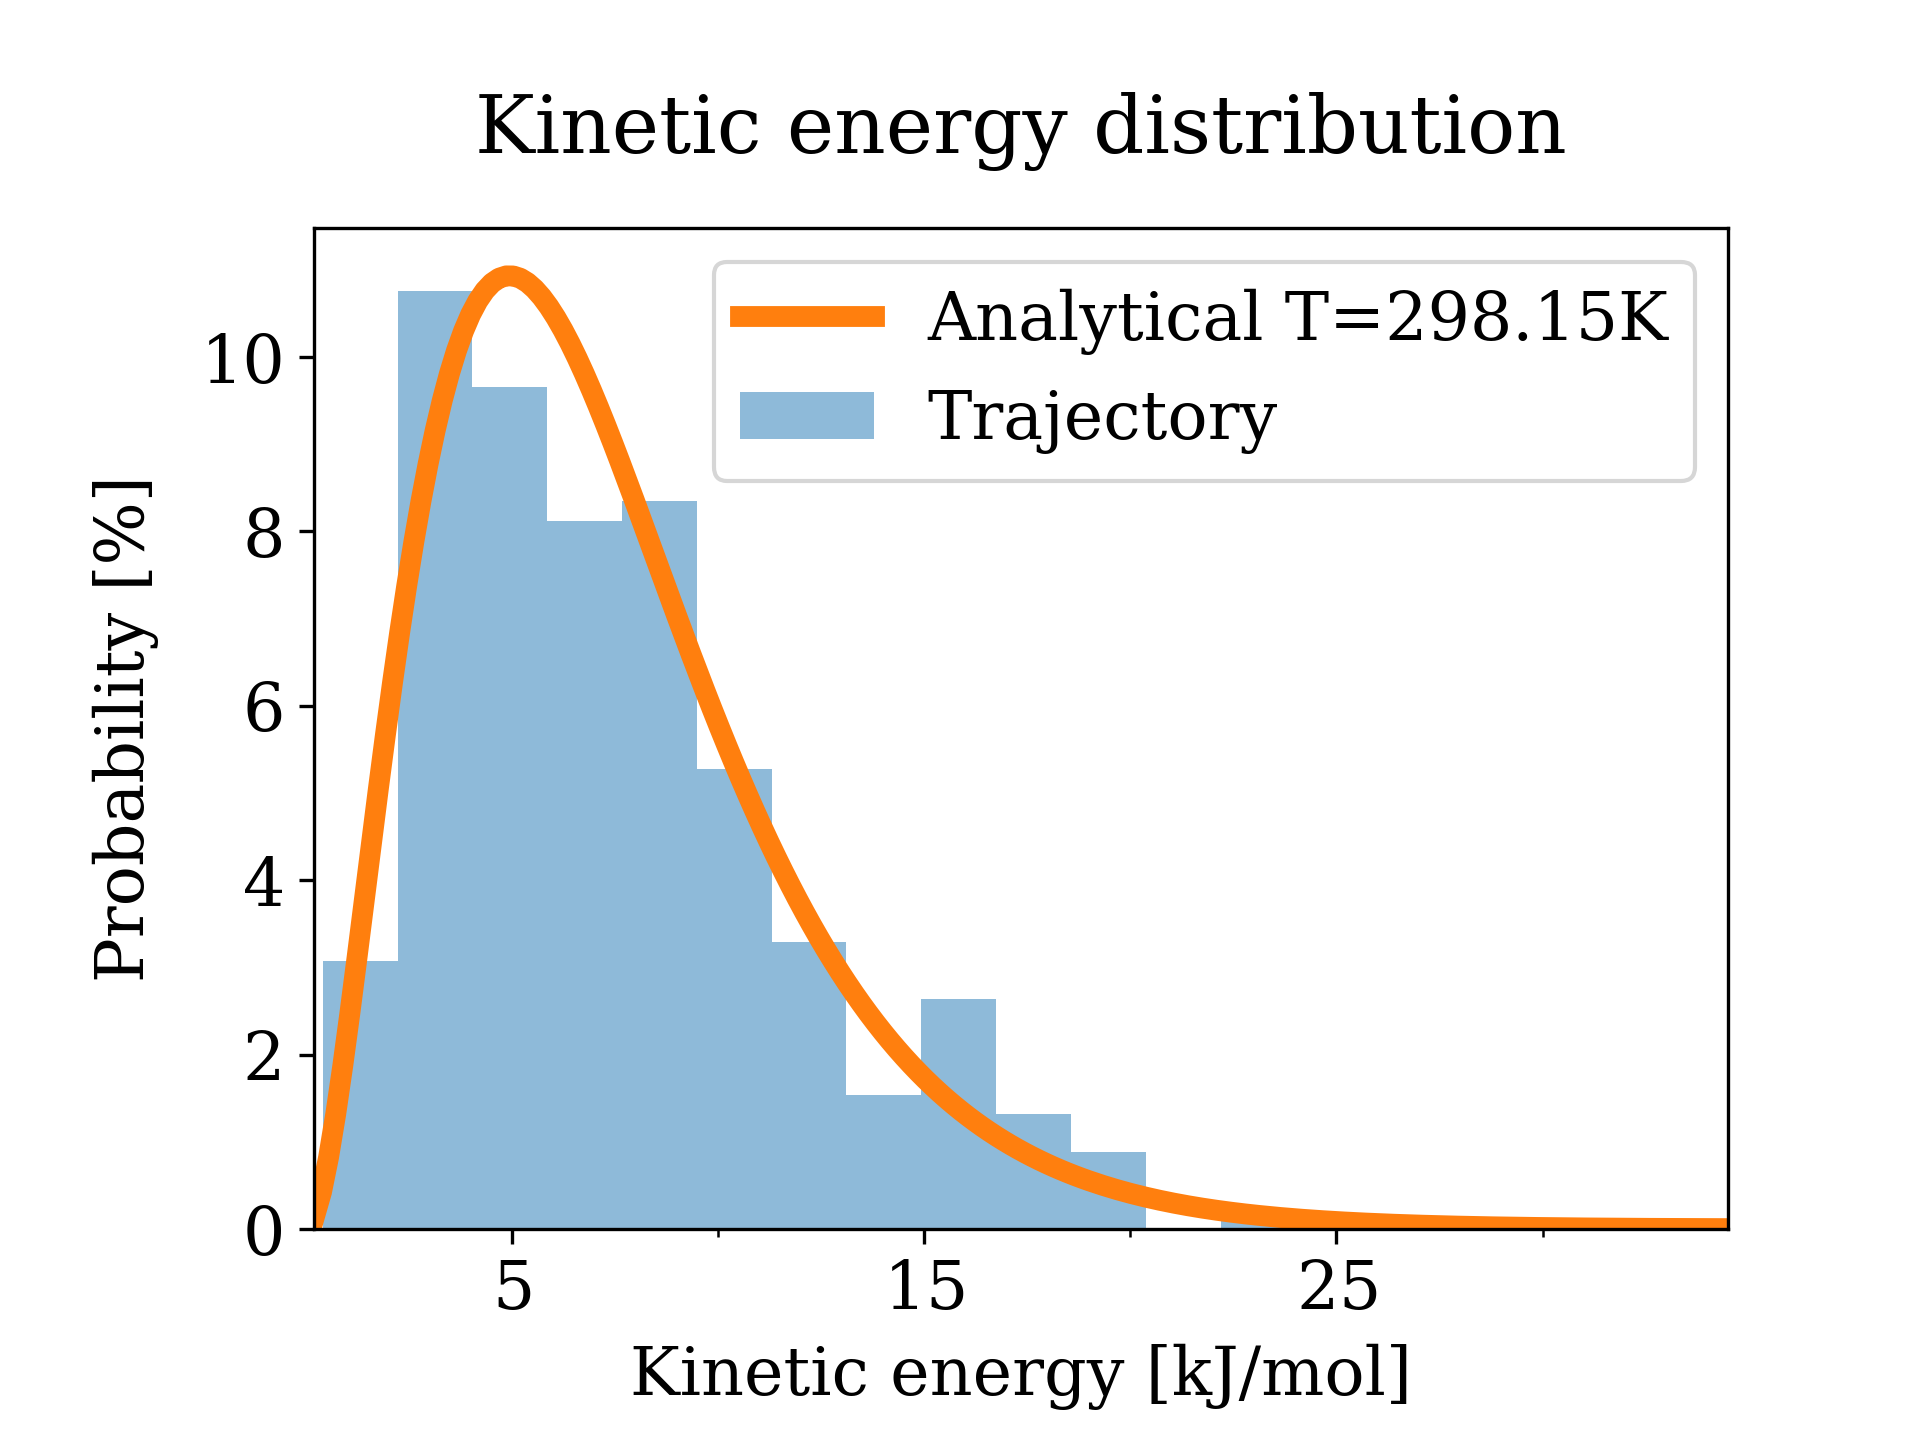 Kinetic energy distribution
Analytical T=298.15K
Trajectory
Probability [%]
10
8
6
4
2
0
5 15 25
Kinetic energy [kJ/mol]